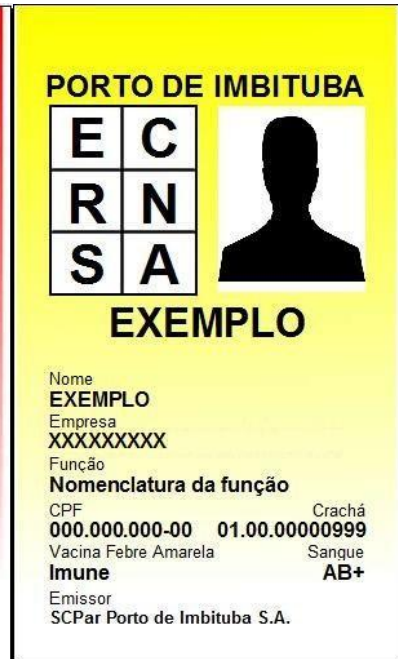 PORTO DE IMBITUBA
E C
R N
S A
EXEMPLO
Nome
EXEMPLO
Empresa
XXXXXXXXX
Função
Nomenclatura da função
CPF Crachá
000.000.000-00 01.00.00000999
Vacina Febre Amarela Sangue
Imune AB+
Emissor
SCPar Porto de Imbituba S.A.